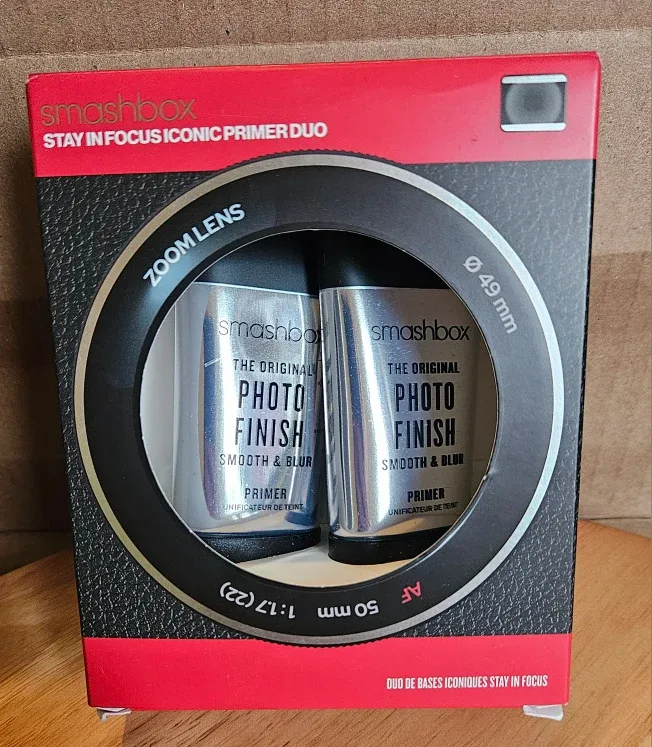 smashbox
STAY IN FOCUS ICONIC PRIMER DUO
ZOOM LENS
Ø 49 mm
smashbox
THE ORIGINAL
PHOTO
FINISH
SMOOTH & BLUR
PRIMER
UNIFICATEUR DE TEINT
smashbox
THE ORIGINAL
PHOTO
FINISH
SMOOTH & BLUR
PRIMER
UNIFICATEUR DE TEINT
AF
50 mm
1:1.7 (22)
DUO DE BASES ICONIQUES STAY IN FOCUS